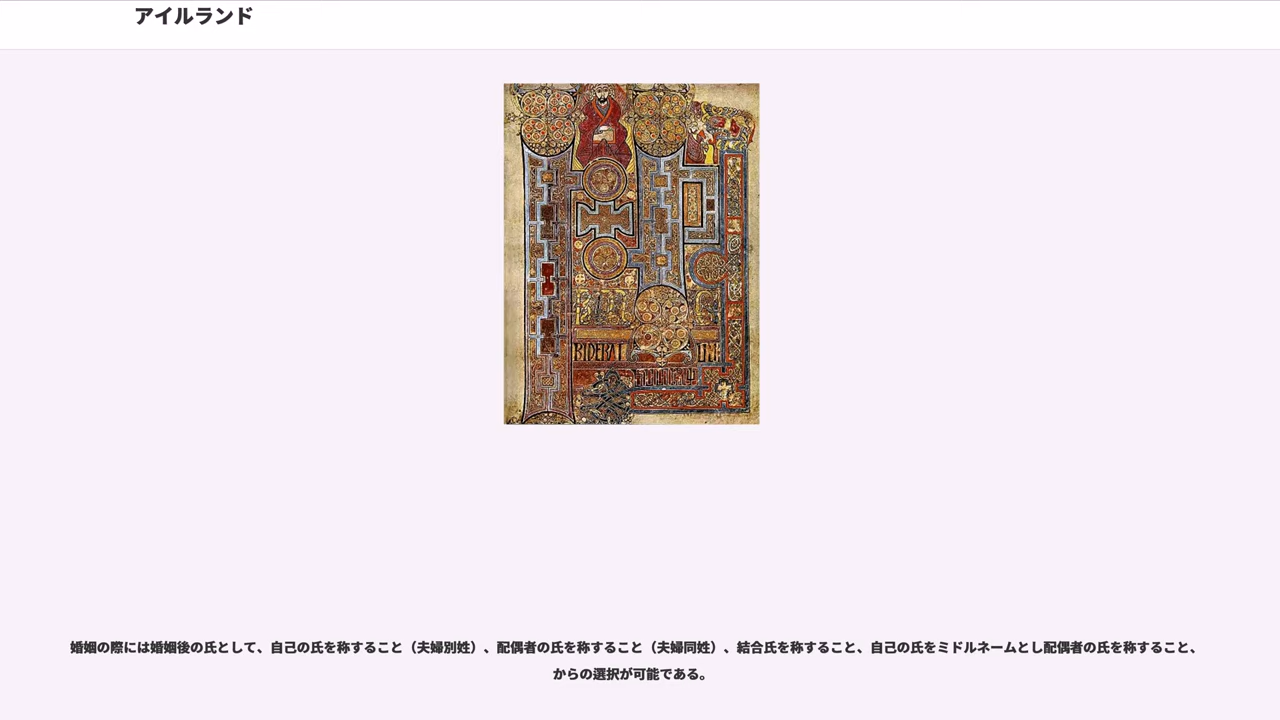 アイルランド
BIDERAT
婚姻の際には婚姻後の氏として、自己の氏を称すること（夫婦別姓）、配偶者の氏を称すること（夫婦同姓）、結合氏を称すること、自己の氏をミドルネームとし配偶者の氏を称すること、
からの選択が可能である。